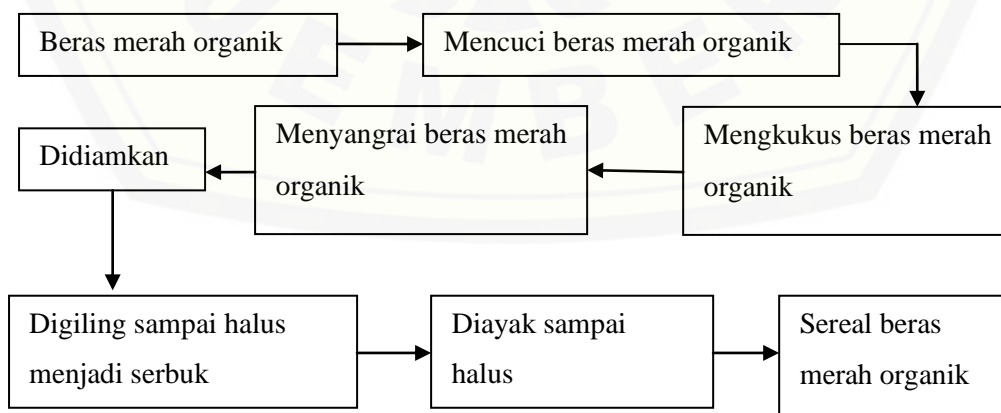 Beras merah organik
Mencuci beras merah organik
Mengkukus beras merah
organik
Menyangrai beras merah
organik
Didiamkan
Digiling sampai halus
menjadi serbuk
Diayak sampai
halus
Sereal beras
merah organik